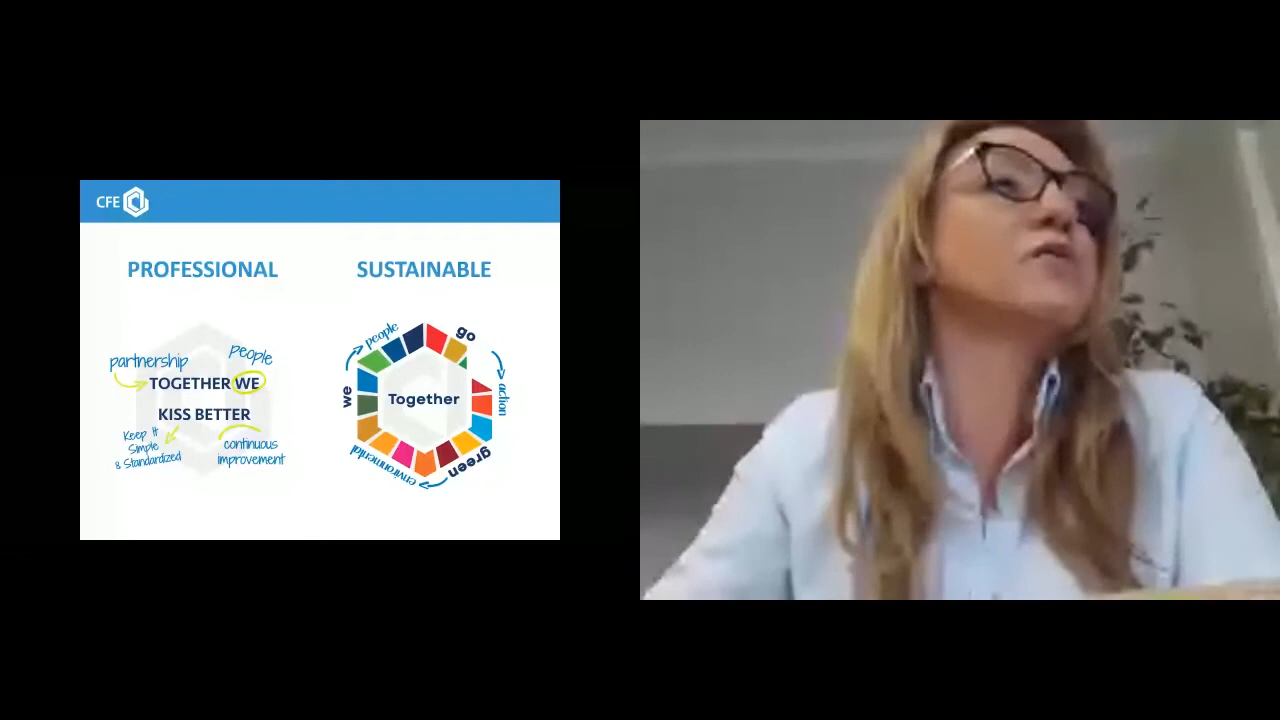 CFE
PROFESSIONAL
SUSTAINABLE
partnership
people
TOGETHER WE
KISS BETTER
Keep It
Simple
& Standardized
continuous
improvement
people
go
we
Together
action
environmental
green